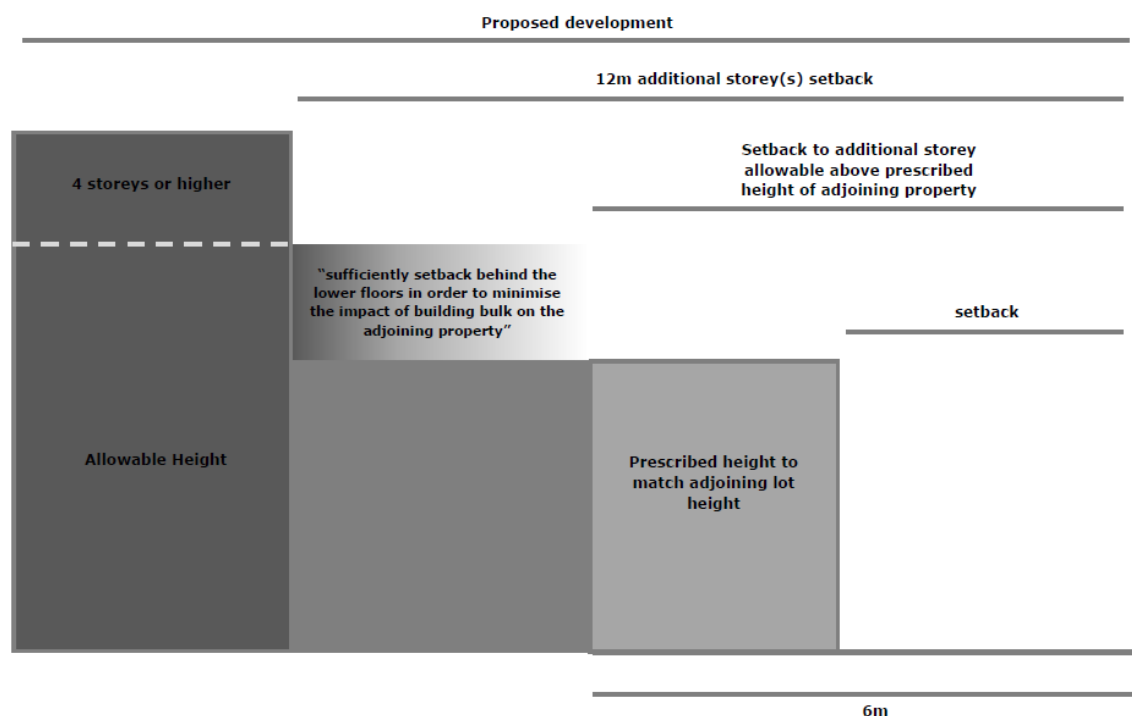 Proposed development
12m additional storey(s) setback
4 storeys or higher
Setback to additional storey
allowable above prescribed
height of adjoining property
“sufficiently setback behind the
lower floors in order to minimise
the impact of building bulk on the
adjoining property”
setback
Allowable Height
Prescribed height to
match adjoining lot
height
6m